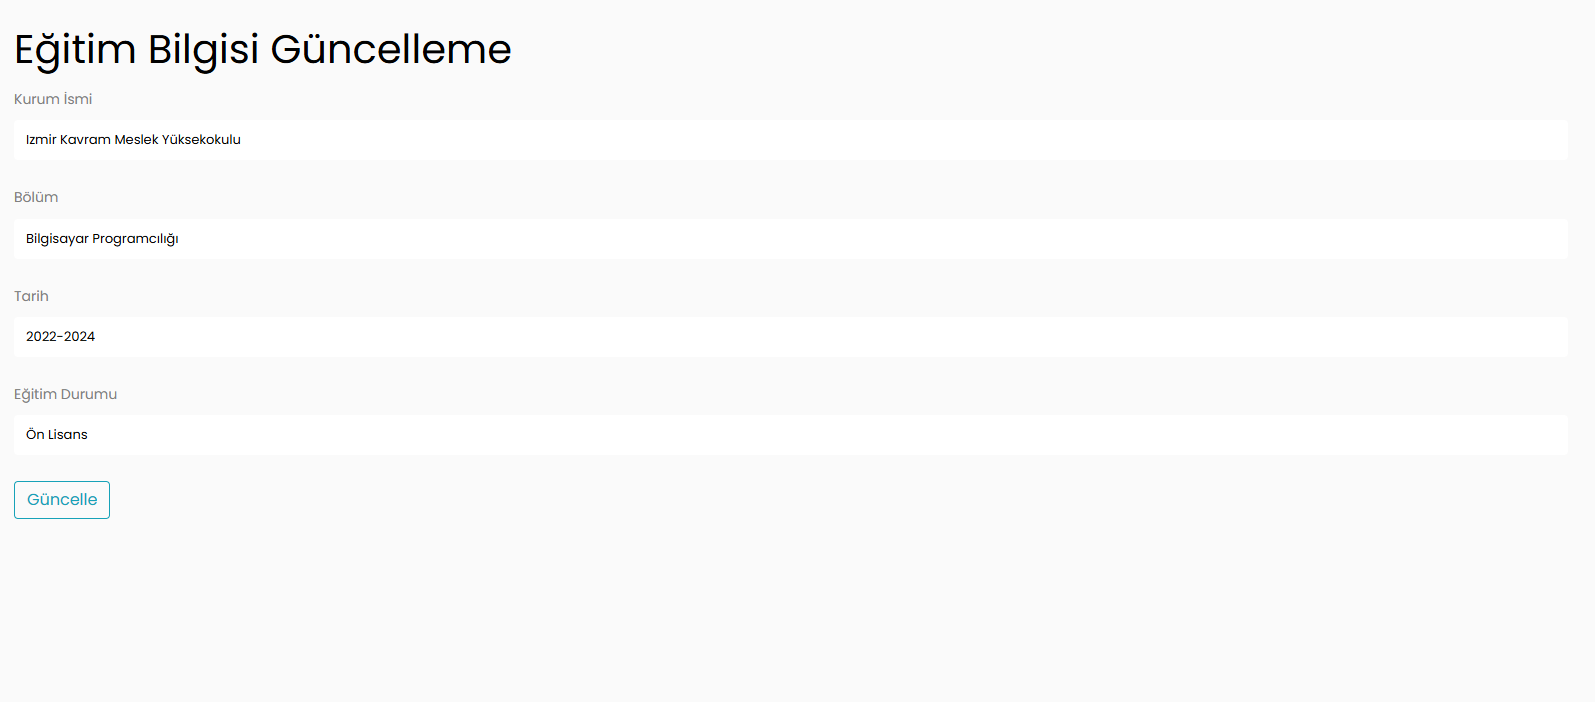 Eğitim Bilgisi Güncelleme
Kurum İsmi
Izmir Kavram Meslek Yüksekokulu
Bölüm
Bilgisayar Programcılığı
Tarih
2022-2024
Eğitim Durumu
Ön Lisans
Güncelle